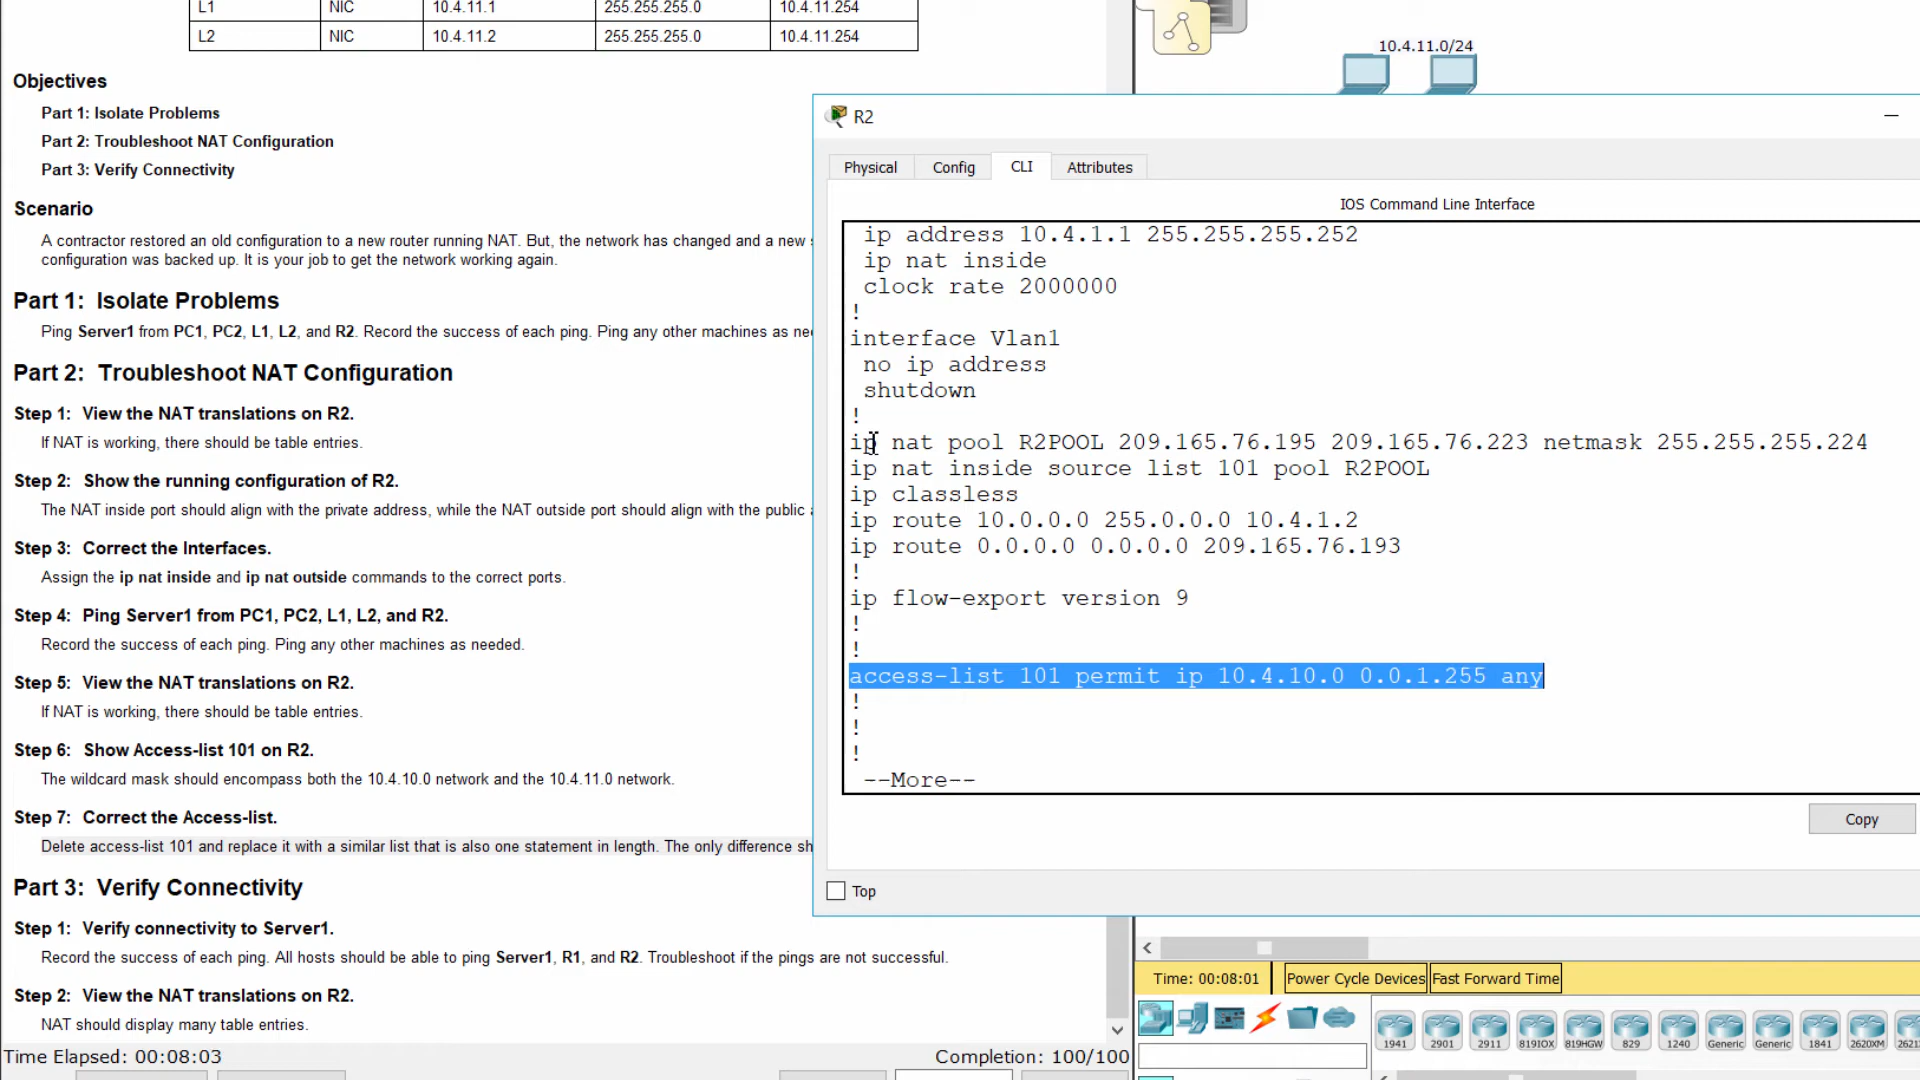 L1 NIC 10.4.11.1 255.255.255.0 10.4.11.254
L2 NIC 10.4.11.2 255.255.255.0 10.4.11.254
Objectives
Part 1: Isolate Problems
Part 2: Troubleshoot NAT Configuration
Part 3: Verify Connectivity
Scenario
A contractor restored an old configuration to a new router running NAT. But, the network has changed and a new
configuration was backed up. It is your job to get the network working again.
Part 1: Isolate Problems
Ping Server1 from PC1, PC2, L1, L2, and R2. Record the success of each ping. Ping any other machines as
Part 2: Troubleshoot NAT Configuration
Step 1: View the NAT translations on R2.
If NAT is working, there should be table entries.
Step 2: Show the running configuration of R2.
The NAT inside port should align with the private address, while the NAT outside port should align with the public
Step 3: Correct the Interfaces.
Assign the ip nat inside and ip nat outside commands to the correct ports.
Step 4: Ping Server1 from PC1, PC2, L1, L2, and R2.
Record the success of each ping. Ping any other machines as needed.
Step 5: View the NAT translations on R2.
If NAT is working, there should be table entries.
Step 6: Show Access-list 101 on R2.
The wildcard mask should encompass both the 10.4.10.0 network and the 10.4.11.0 network.
Step 7: Correct the Access-list.
Delete access-list 101 and replace it with a similar list that is also one statement in length. The only difference
Part 3: Verify Connectivity
Step 1: Verify connectivity to Server1.
Record the success of each ping. All hosts should be able to ping Server1, R1, and R2. Troubleshoot if the pings are not successful.
Step 2: View the NAT translations on R2.
NAT should display many table entries.
Time Elapsed: 00:08:03
Completion: 100/100
10.4.11.0/24
R2
Physical Config CLI Attributes
IOS Command Line Interface
ip address 10.4.1.1 255.255.255.252
ip nat inside
clock rate 2000000
!
interface Vlan1
no ip address
shutdown
!
ip nat pool R2POOL 209.165.76.195 209.165.76.223 netmask 255.255.255.224
ip nat inside source list 101 pool R2POOL
ip classless
ip route 10.0.0.0 255.0.0.0 10.4.1.2
ip route 0.0.0.0 0.0.0.0 209.165.76.193
!
ip flow-export version 9
!
!
access-list 101 permit ip 10.4.10.0 0.0.1.255 any
!
!
!
--More--
Copy
Top
Time: 00:08:01 Power Cycle Devices Fast Forward Time
1941 2901 2911 819IOX 819HGW 829 1240 Generic Generic 1841 2620XM